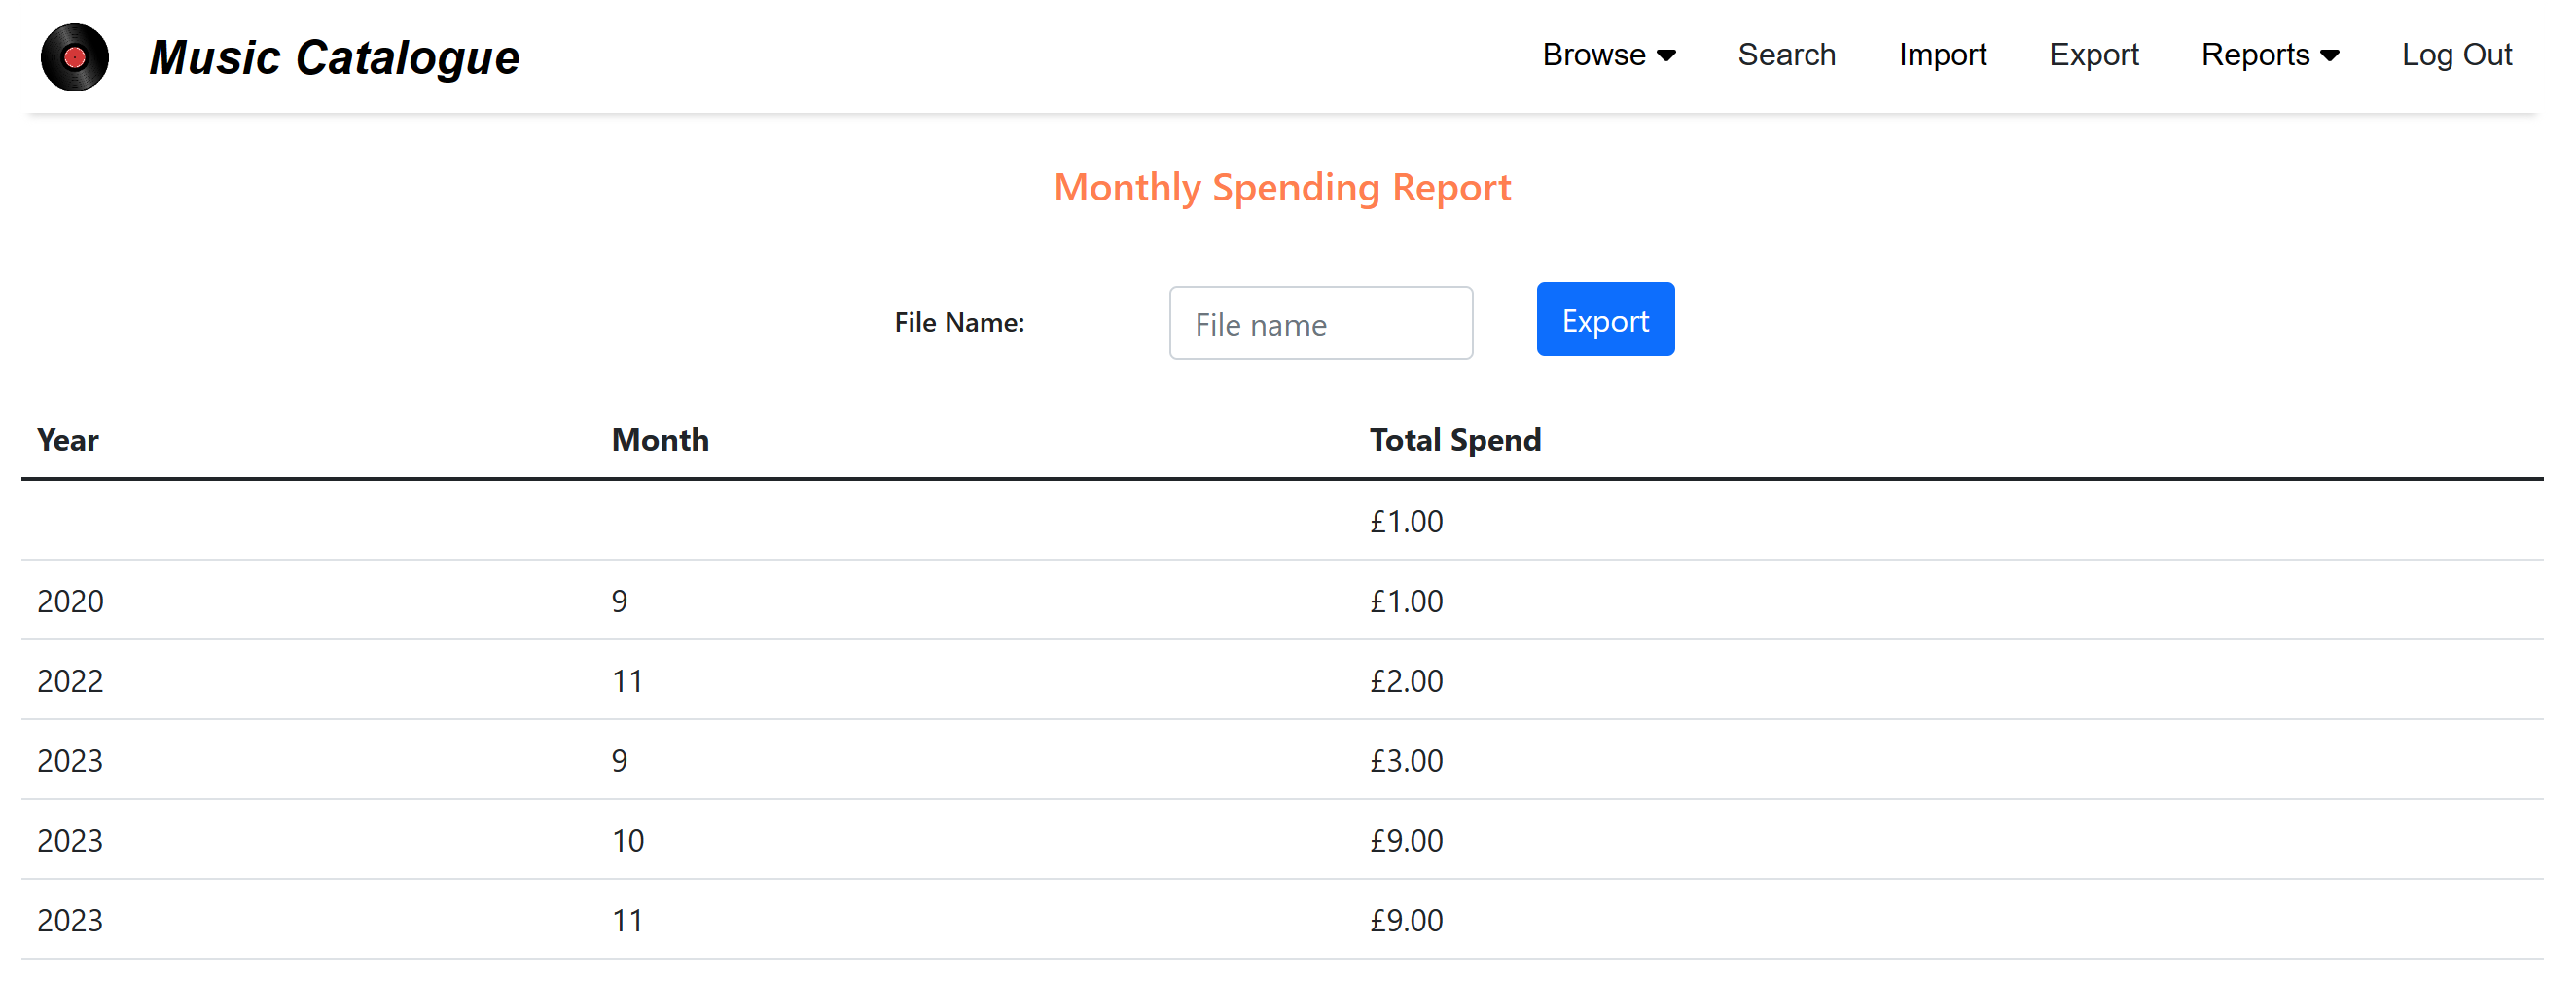 Music Catalogue Browse Search Import Export Reports Log Out
Monthly Spending Report
File Name: File name Export
Year Month Total Spend
£1.00
2020 9 £1.00
2022 11 £2.00
2023 9 £3.00
2023 10 £9.00
2023 11 £9.00